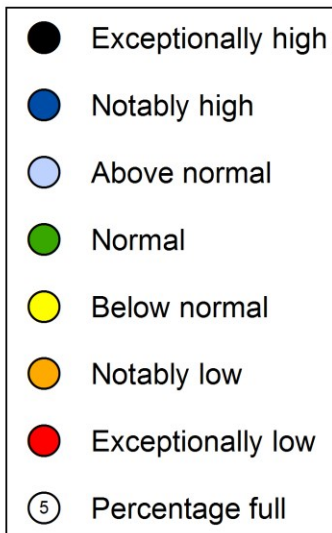 Exceptionally high
Notably high
Above normal
Normal
Below normal
Notably low
Exceptionally low
5 Percentage full